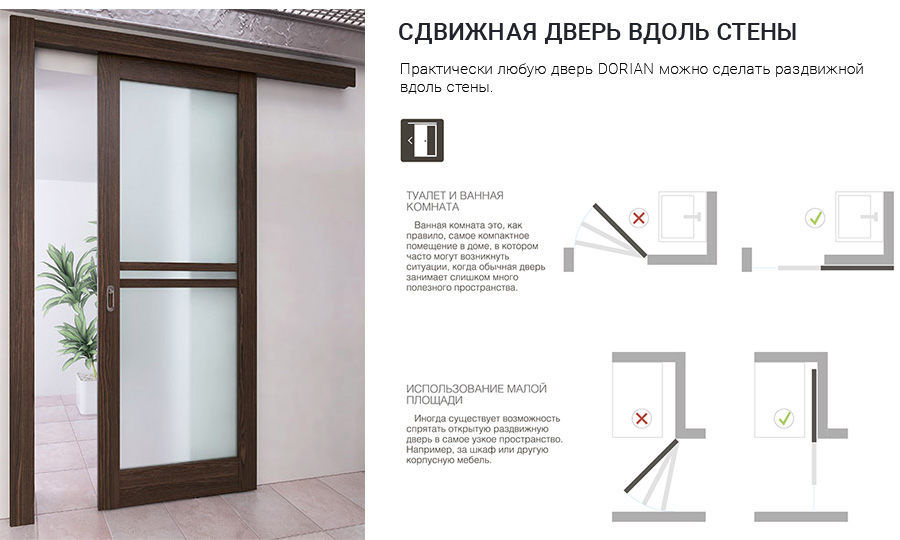 СДВИЖНАЯ ДВЕРЬ ВДОЛЬ СТЕНЫ
Практически любую дверь DORIAN можно сделать раздвижной
вдоль стены.
ТУАЛЕТ И ВАННАЯ
КОМНАТА
Ванная комната это, как
правило, самое компактное
помещение в доме, в котором
часто могут возникнуть
ситуации, когда обычная дверь
занимает слишком много
полезного пространства.
ИСПОЛЬЗОВАНИЕ МАЛОЙ
ПЛОЩАДИ
Иногда существует возможность
спрятать открытую раздвижную
дверь в самое узкое пространство.
Например, за шкаф или другую
корпусную мебель.